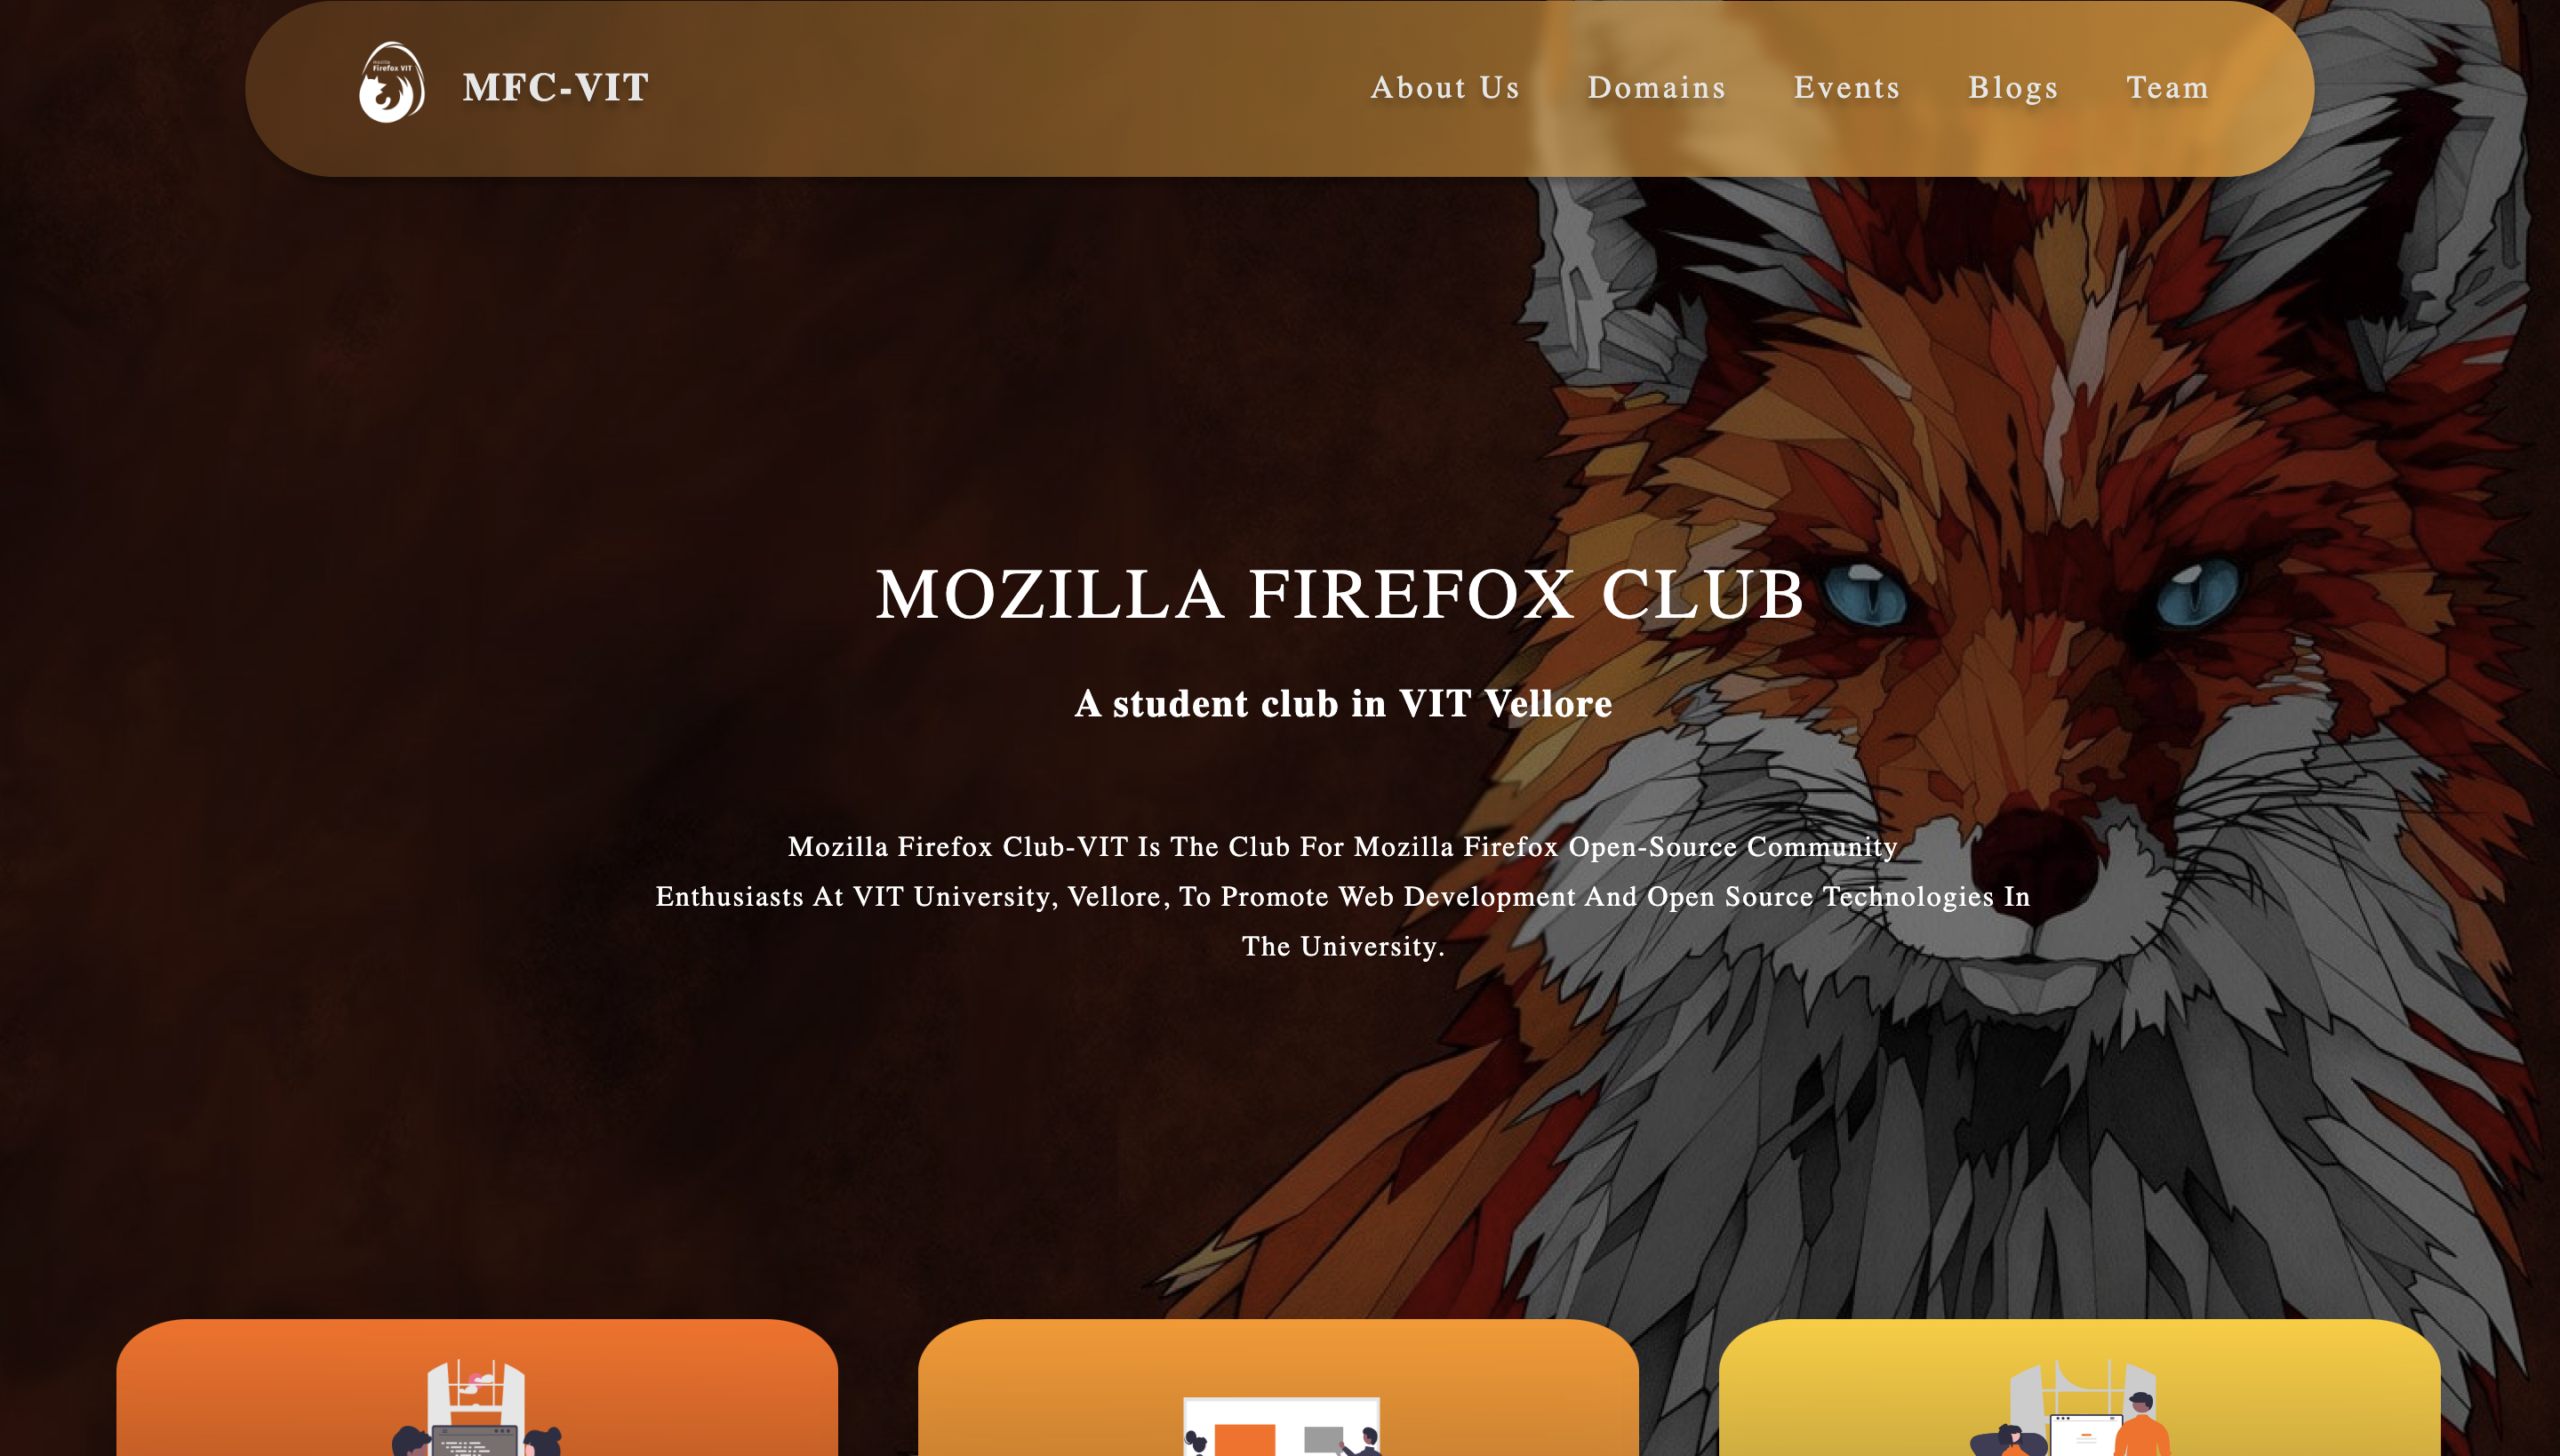 mozilla
Firefox VIT
MFC-VIT
About Us Domains Events Blogs Team
MOZILLA FIREFOX CLUB
A student club in VIT Vellore
Mozilla Firefox Club-VIT Is The Club For Mozilla Firefox Open-Source Community
Enthusiasts At VIT University, Vellore, To Promote Web Development And Open Source Technologies In
The University.